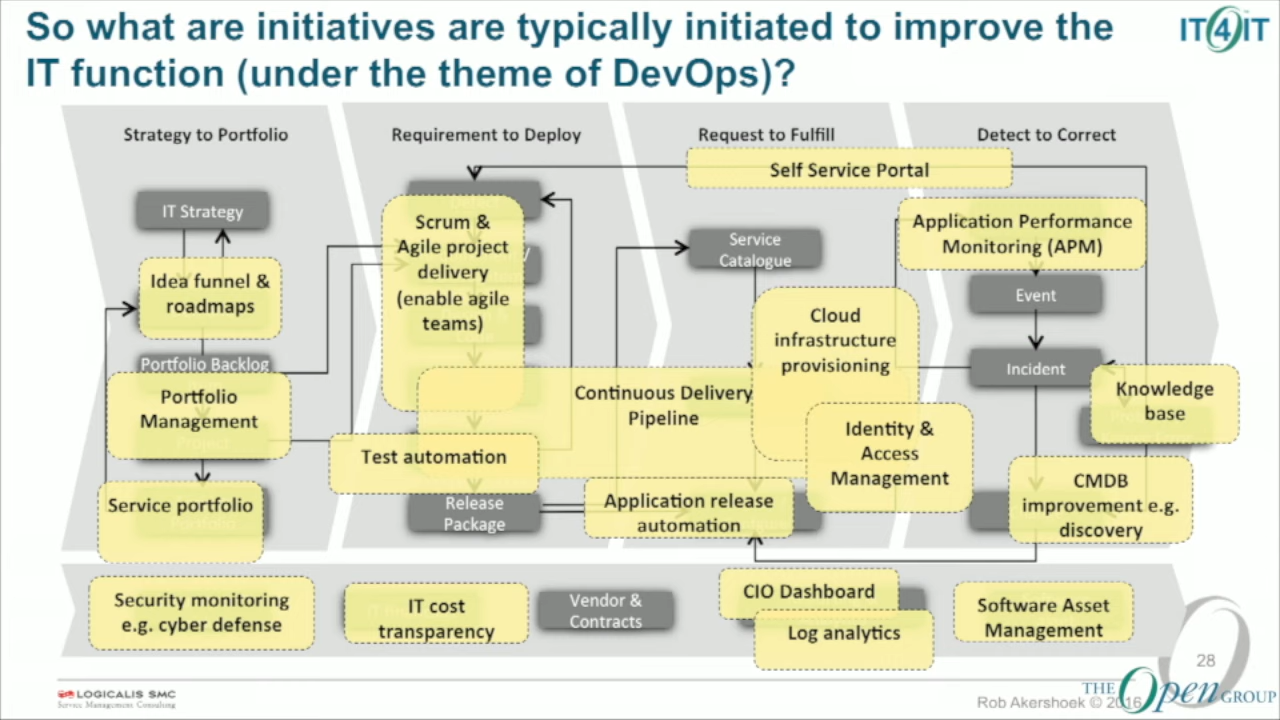 So what are initiatives are typically initiated to improve the
IT function (under the theme of DevOps)?
IT4IT
Strategy to Portfolio
Requirement to Deploy
Request to Fulfill
Detect to Correct
Self Service Portal
IT Strategy
Scrum &
Agile project
delivery
(enable agile
teams)
Service
Catalogue
Application Performance
Monitoring (APM)
Idea funnel &
roadmaps
Event
Cloud
infrastructure
provisioning
Portfolio Backlog
Incident
Portfolio
Management
Continuous Delivery
Pipeline
Knowledge
base
Project
Test automation
Identity &
Access
Management
Service portfolio
Portfolio
Release
Package
Application release
automation
CMDB
improvement e.g.
discovery
Security monitoring
e.g. cyber defense
IT cost
transparency
Vendor &
Contracts
CIO Dashboard
Log analytics
Software Asset
Management
28
LOGICALIS SMC
Service Management Consulting
Rob Akershoek © 2016
THE Open GROUP